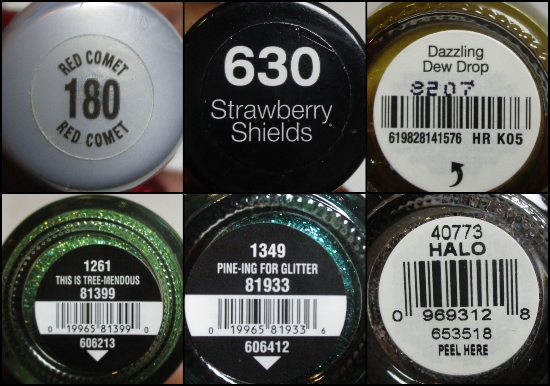 RED COMET
180
RED COMET
630
Strawberry
Shields
Dazzling
Dew Drop
8207
619828141576 HR K05
1261
THIS IS TREE-MENDOUS
81399
0 19965 81399 0
606213
1349
PINE-ING FOR GLITTER
81933
0 19965 81933 6
606412
40773
HALO
0 969312 8
653518
PEEL HERE